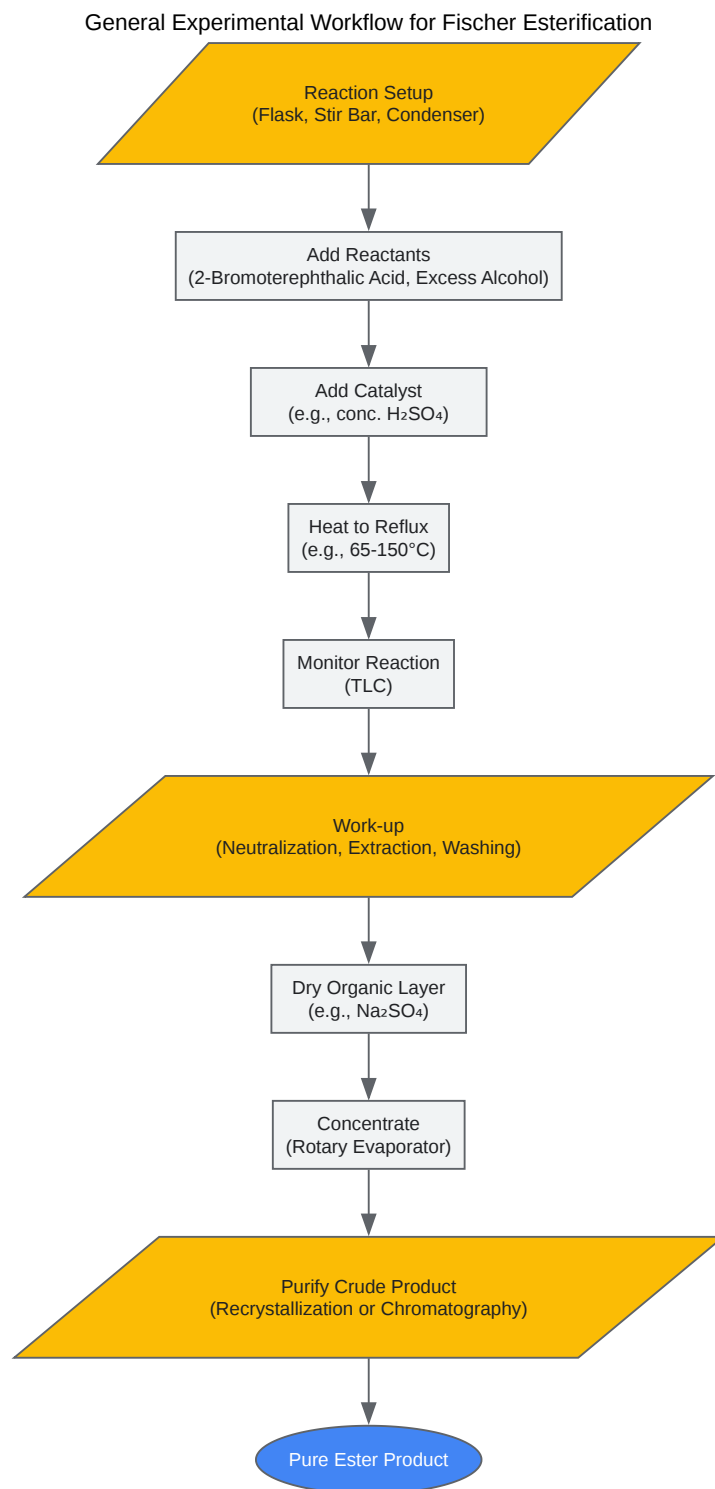 General Experimental Workflow for Fischer Esterification
Reaction Setup
(Flask, Stir Bar, Condenser)
Add Reactants
(2-Bromoterephthalic Acid, Excess Alcohol)
Add Catalyst
(e.g., conc. H₂SO₄)
Heat to Reflux
(e.g., 65-150°C)
Monitor Reaction
(TLC)
Work-up
(Neutralization, Extraction, Washing)
Dry Organic Layer
(e.g., Na₂SO₄)
Concentrate
(Rotary Evaporator)
Purify Crude Product
(Recrystallization or Chromatography)
Pure Ester Product